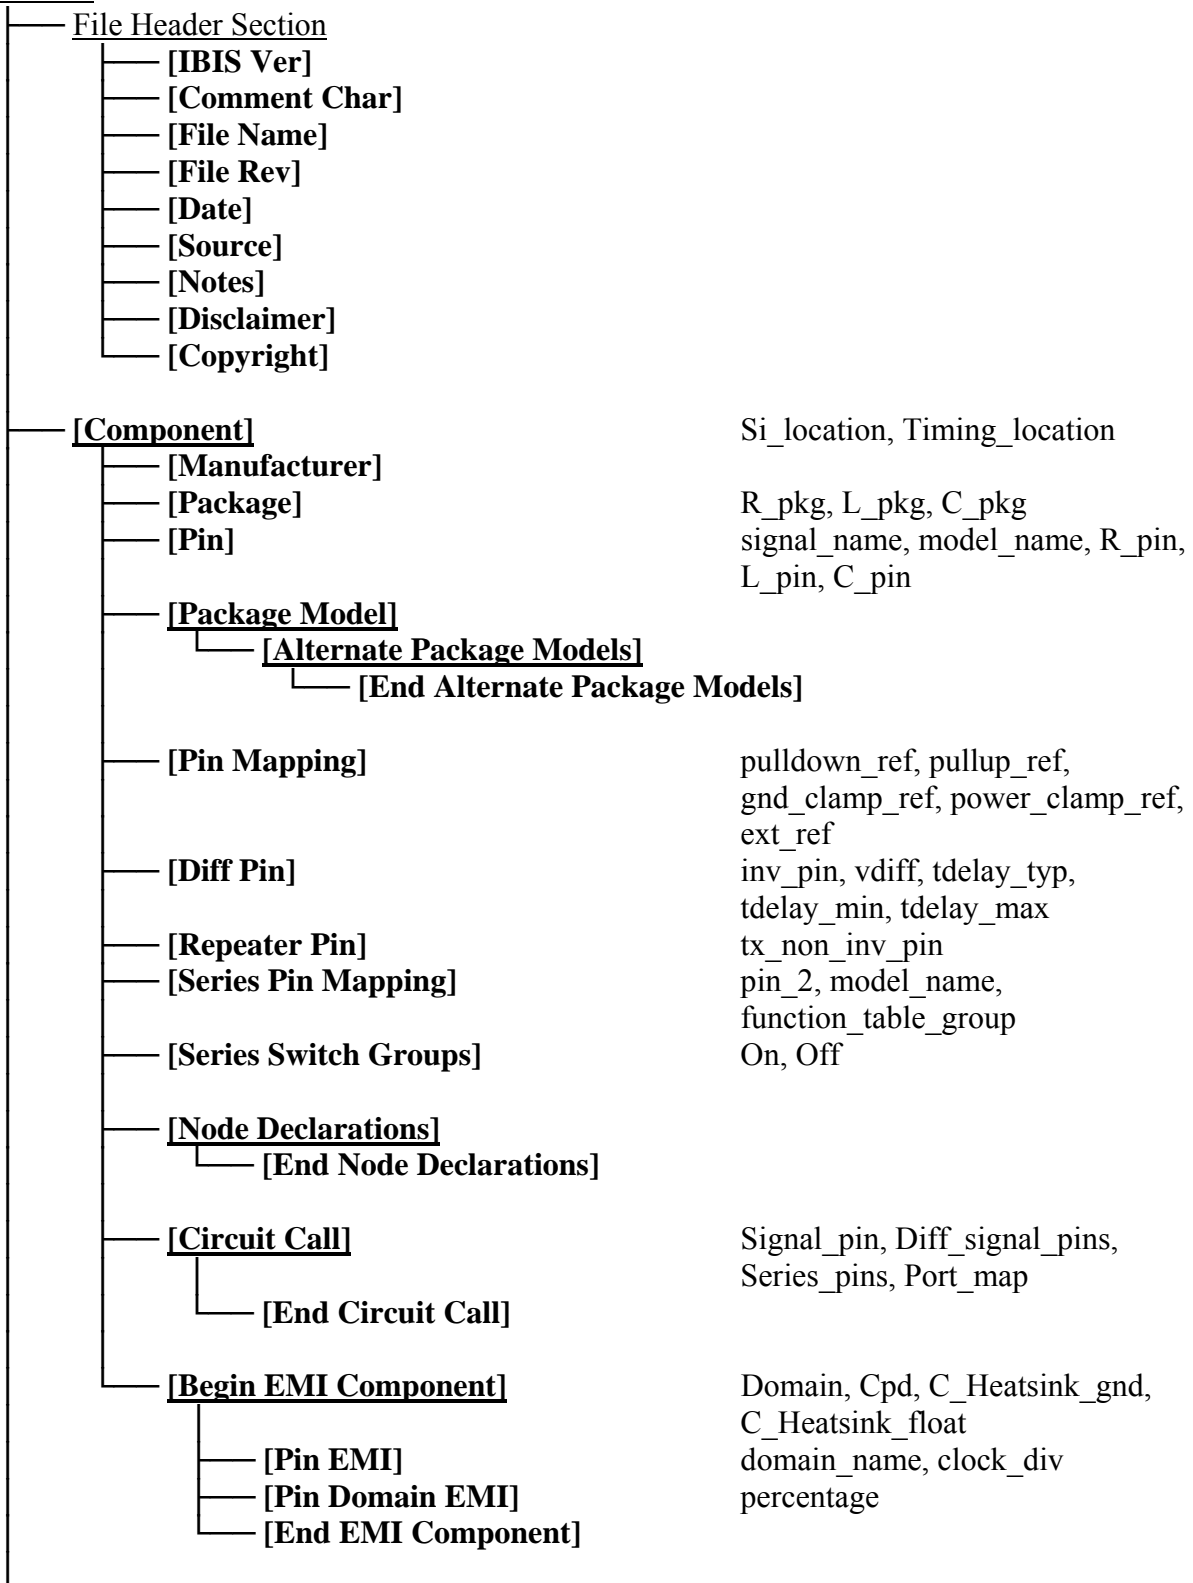 File Header Section
[IBIS Ver]
[Comment Char]
[File Name]
[File Rev]
[Date]
[Source]
[Notes]
[Disclaimer]
[Copyright]
[Component] Si_location, Timing_location
[Manufacturer]
[Package] R_pkg, L_pkg, C_pkg
[Pin] signal_name, model_name, R_pin,
L_pin, C_pin
[Package Model]
[Alternate Package Models]
[End Alternate Package Models]
[Pin Mapping] pulldown_ref, pullup_ref,
gnd_clamp_ref, power_clamp_ref,
ext_ref
[Diff Pin] inv_pin, vdiff, tdelay_typ,
tdelay_min, tdelay_max
[Repeater Pin] tx_non_inv_pin
[Series Pin Mapping] pin_2, model_name,
function_table_group
[Series Switch Groups] On, Off
[Node Declarations]
[End Node Declarations]
[Circuit Call] Signal_pin, Diff_signal_pins,
Series_pins, Port_map
[End Circuit Call]
[Begin EMI Component] Domain, Cpd, C_Heatsink_gnd,
C_Heatsink_float
[Pin EMI] domain_name, clock_div
[Pin Domain EMI] percentage
[End EMI Component]